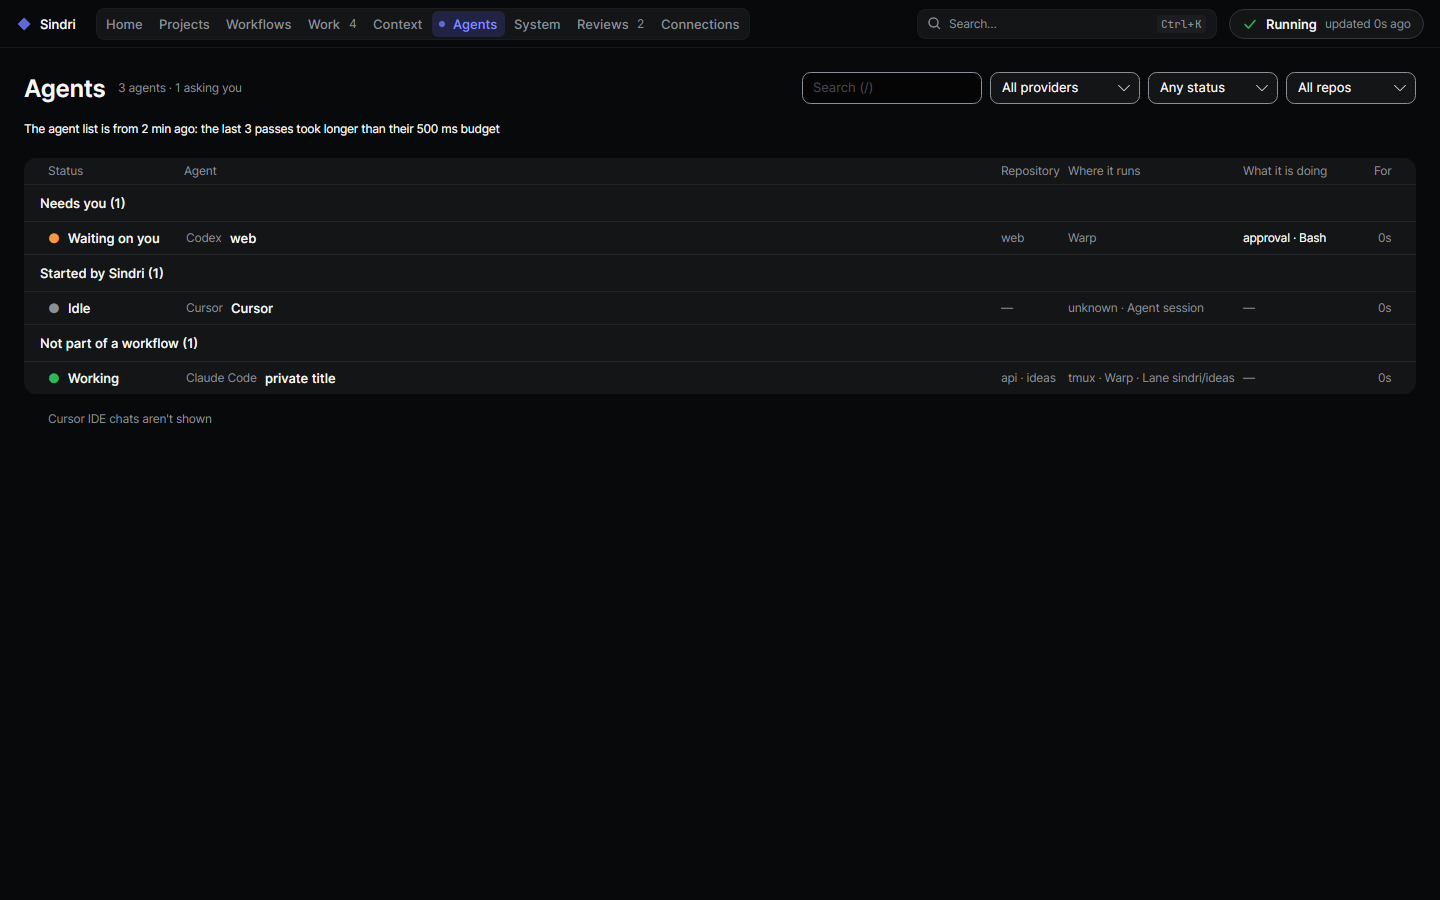 Sindri Home Projects Workflows Work 4 Context Agents System Reviews 2 Connections Search... Ctrl+K Running updated 0s ago
Agents 3 agents · 1 asking you Search (/) All providers Any status All repos
The agent list is from 2 min ago: the last 3 passes took longer than their 500 ms budget
Status Agent Repository Where it runs What it is doing For
Needs you (1)
Waiting on you Codex web web Warp approval · Bash 0s
Started by Sindri (1)
Idle Cursor Cursor — unknown · Agent session — 0s
Not part of a workflow (1)
Working Claude Code private title api · ideas tmux · Warp · Lane sindri/ideas — 0s
Cursor IDE chats aren't shown